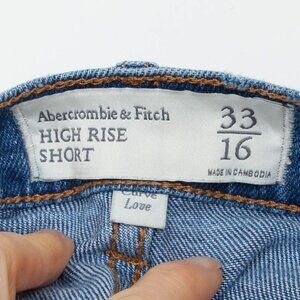 Abercrombie & Fitch
HIGH RISE
SHORT
33
16
MADE IN CAMBODIA
Love